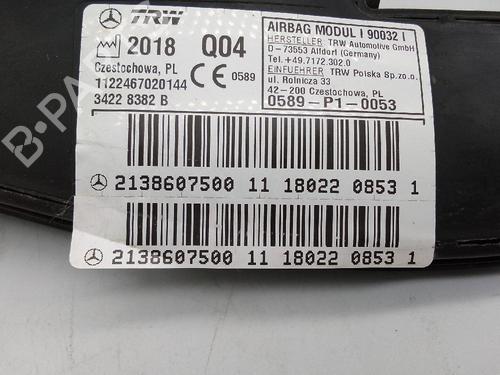 TRW
2018 Q04
Czestochowa, PL
CE 0589
1122467020144
3422 8382 B
AIRBAG MODUL I 90032 I
HERSTELLER TRW Automotive GmbH
D-73553 Alfdorf (Germany)
Tel.+49.7172.302.0
EINFUEHRER TRW Polska Sp.zo.o.
ul. Rolnicza 33
42-200 Czestochowa, PL
0589-P1-0053
2138607500 11 18022 0853 1
2138607500 11 18022 0853 1
B-PA